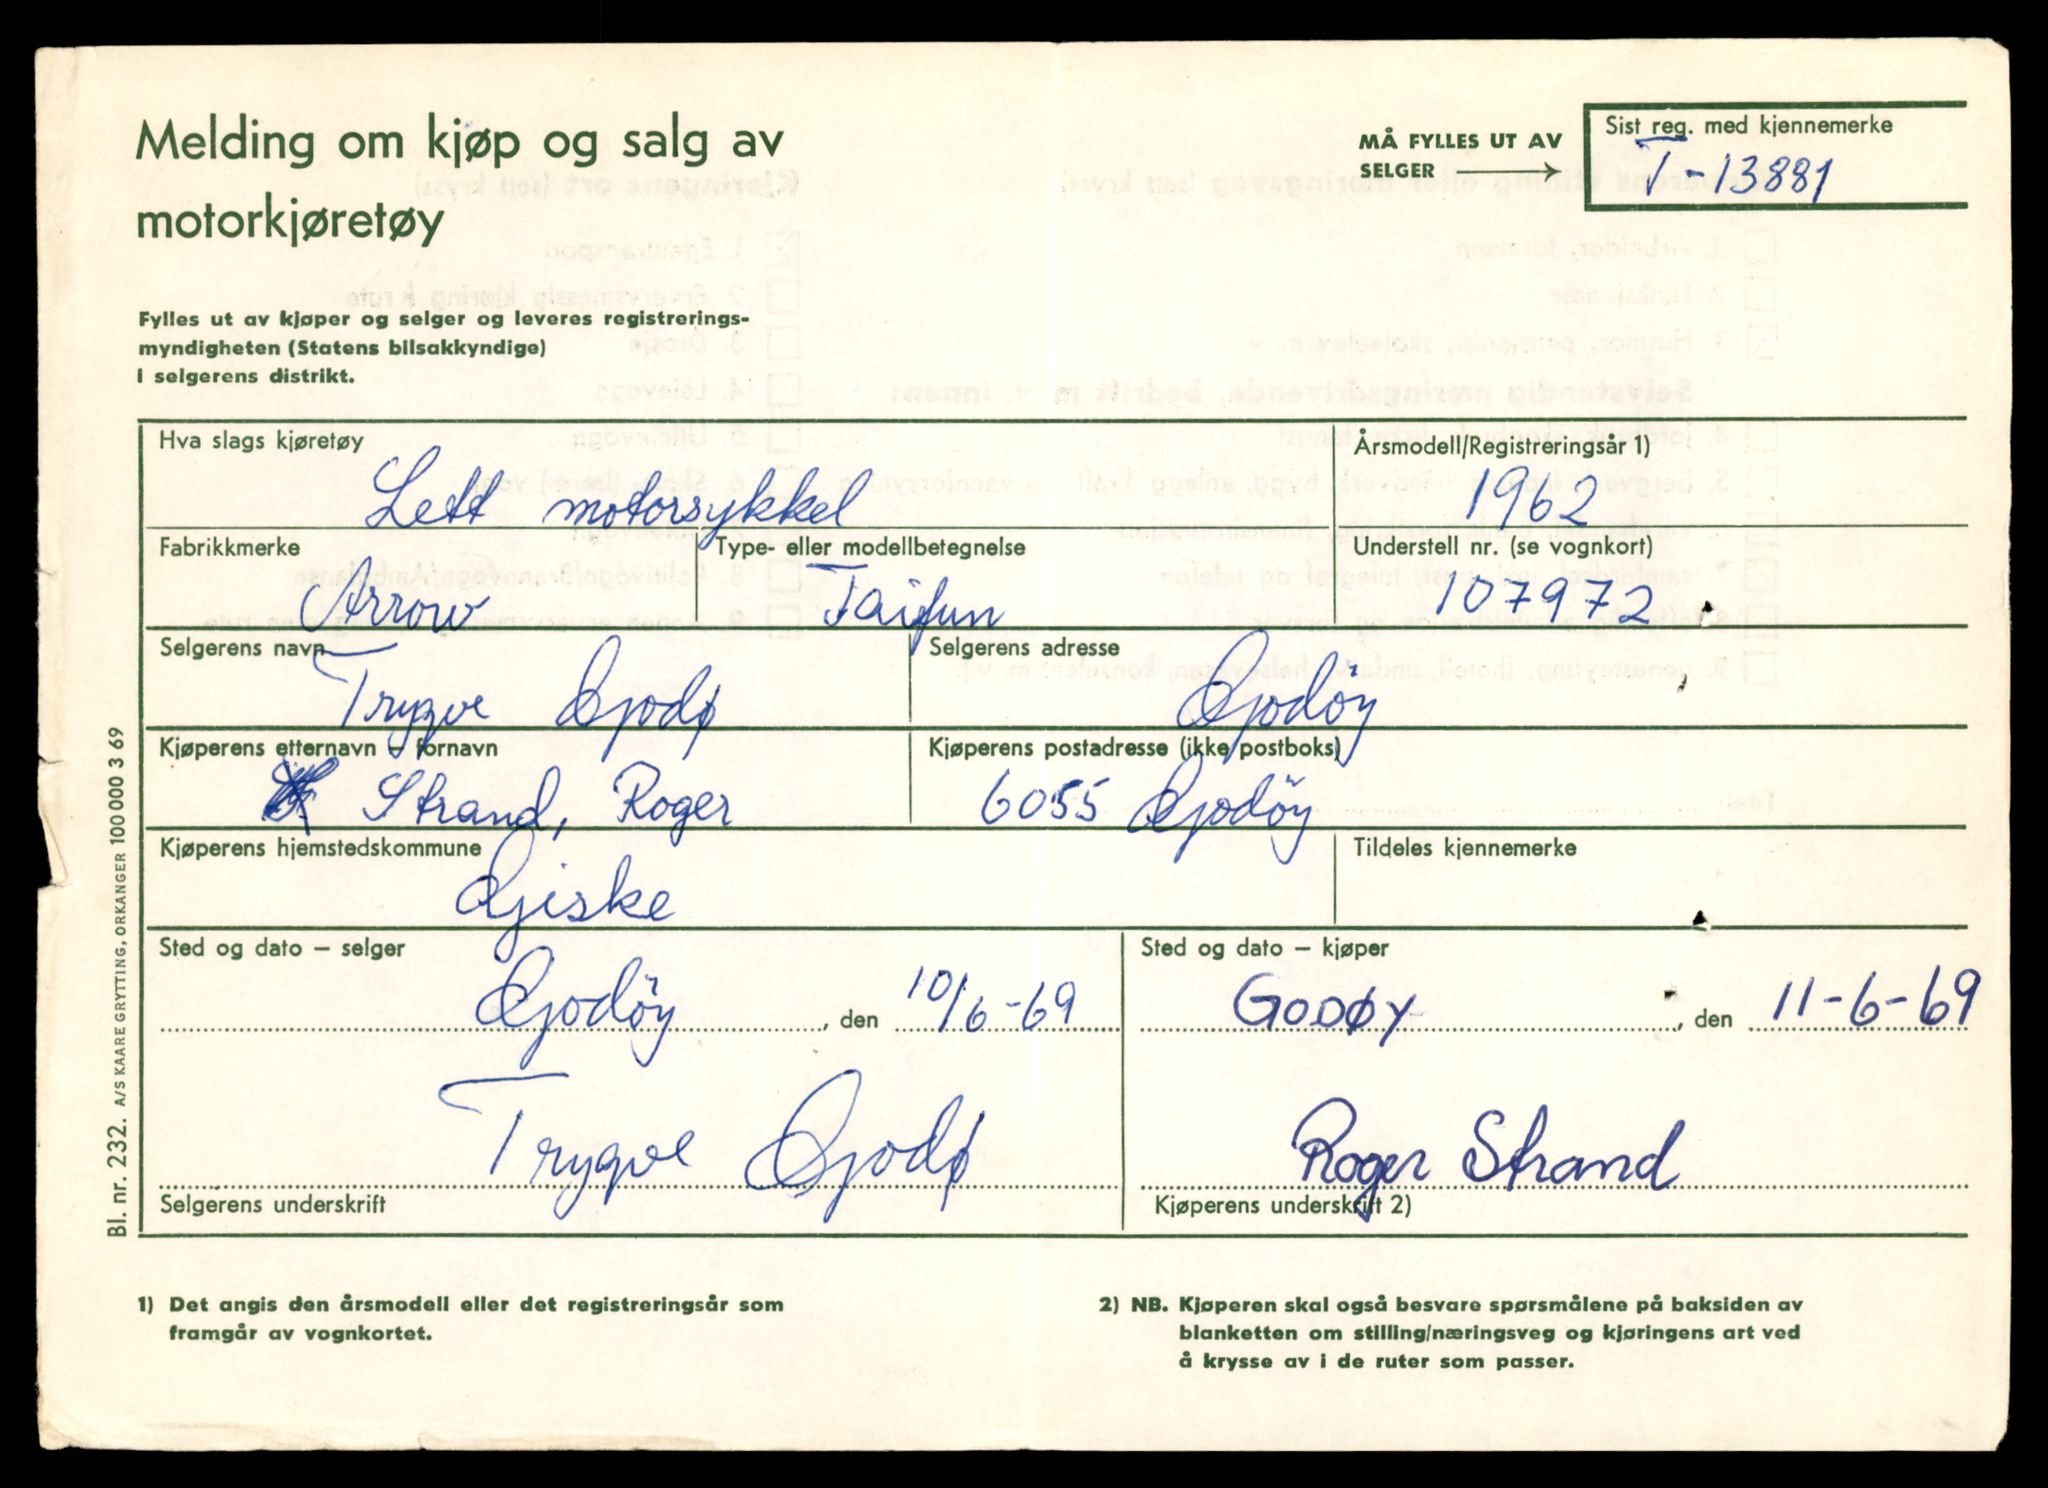 Melding om kjøp og salg av
motorkjøretøy
MÅ FYLLES UT AV
SELGER →
Sist reg. med kjennemerke
T-13881
Fylles ut av kjøper og selger og leveres registrerings-
myndigheten (Statens bilsakkyndige)
i selgerens distrikt.
Hva slags kjøretøy
Årsmodell/Registreringsår 1)
Lett motorsykkel
1962
Fabrikkmerke
Type- eller modellbetegnelse
Understell nr. (se vognkort)
Arrow
Taifun
107972
Selgerens navn
Selgerens adresse
Trygve Godø
Godöy
Kjøperens etternavn – fornavn
Kjøperens postadresse (ikke postboks)
Strand, Roger
6055 Godöy
Kjøperens hjemstedskommune
Tildeles kjennemerke
Giske
Sted og dato – selger
Sted og dato – kjøper
Godöy, den 10/6-69
GODØY, den 11-6-69
Trygve Godø
Roger Strand
Selgerens underskrift
Kjøperens underskrift 2)
Bl. nr. 232. A/S KAARE GRYTTING, ORKANGER 100 000 3 69
1) Det angis den årsmodell eller det registreringsår som
framgår av vognkortet.
2) NB. Kjøperen skal også besvare spørsmålene på baksiden av
blanketten om stilling/næringsveg og kjøringens art ved
å krysse av i de ruter som passer.